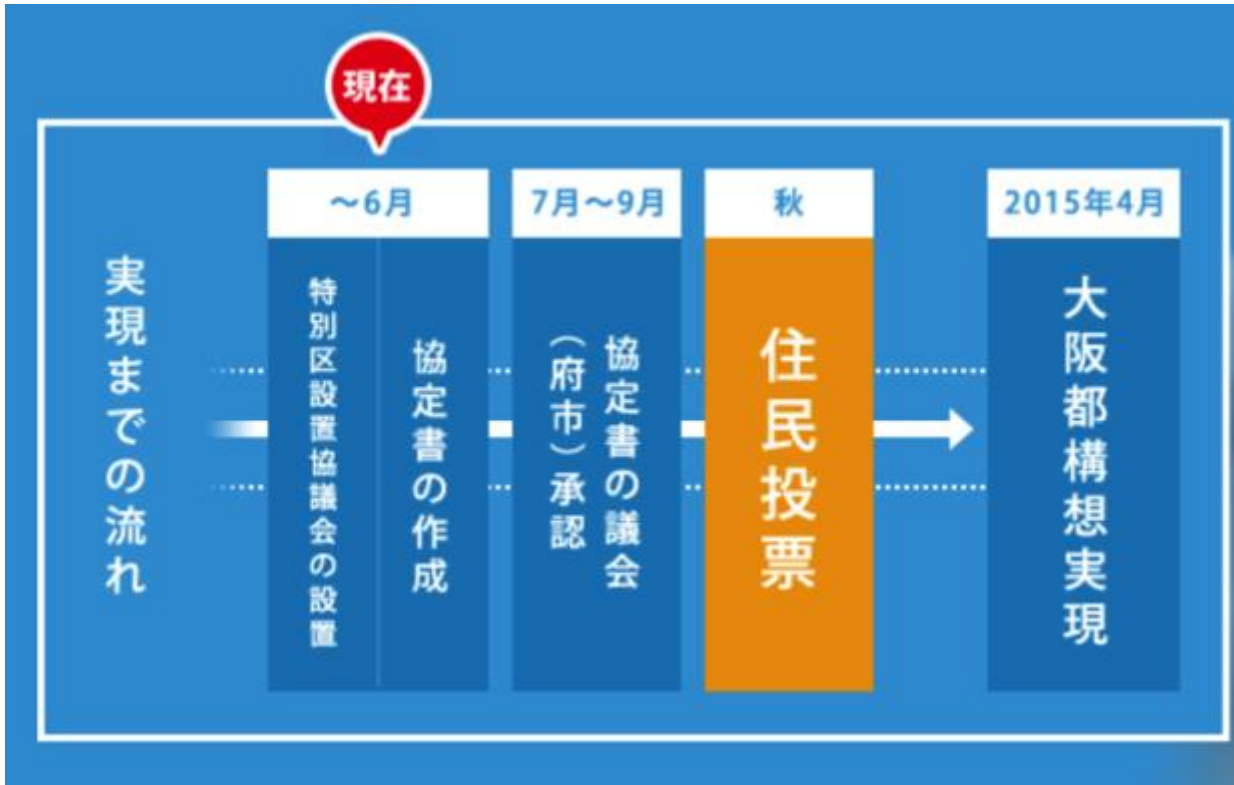 現在
実現までの流れ
〜6月
特別区設置協議会の設置
協定書の作成
7月〜9月
協定書の議会
（府市）承認
秋
住民投票
2015年4月
大阪都構想実現